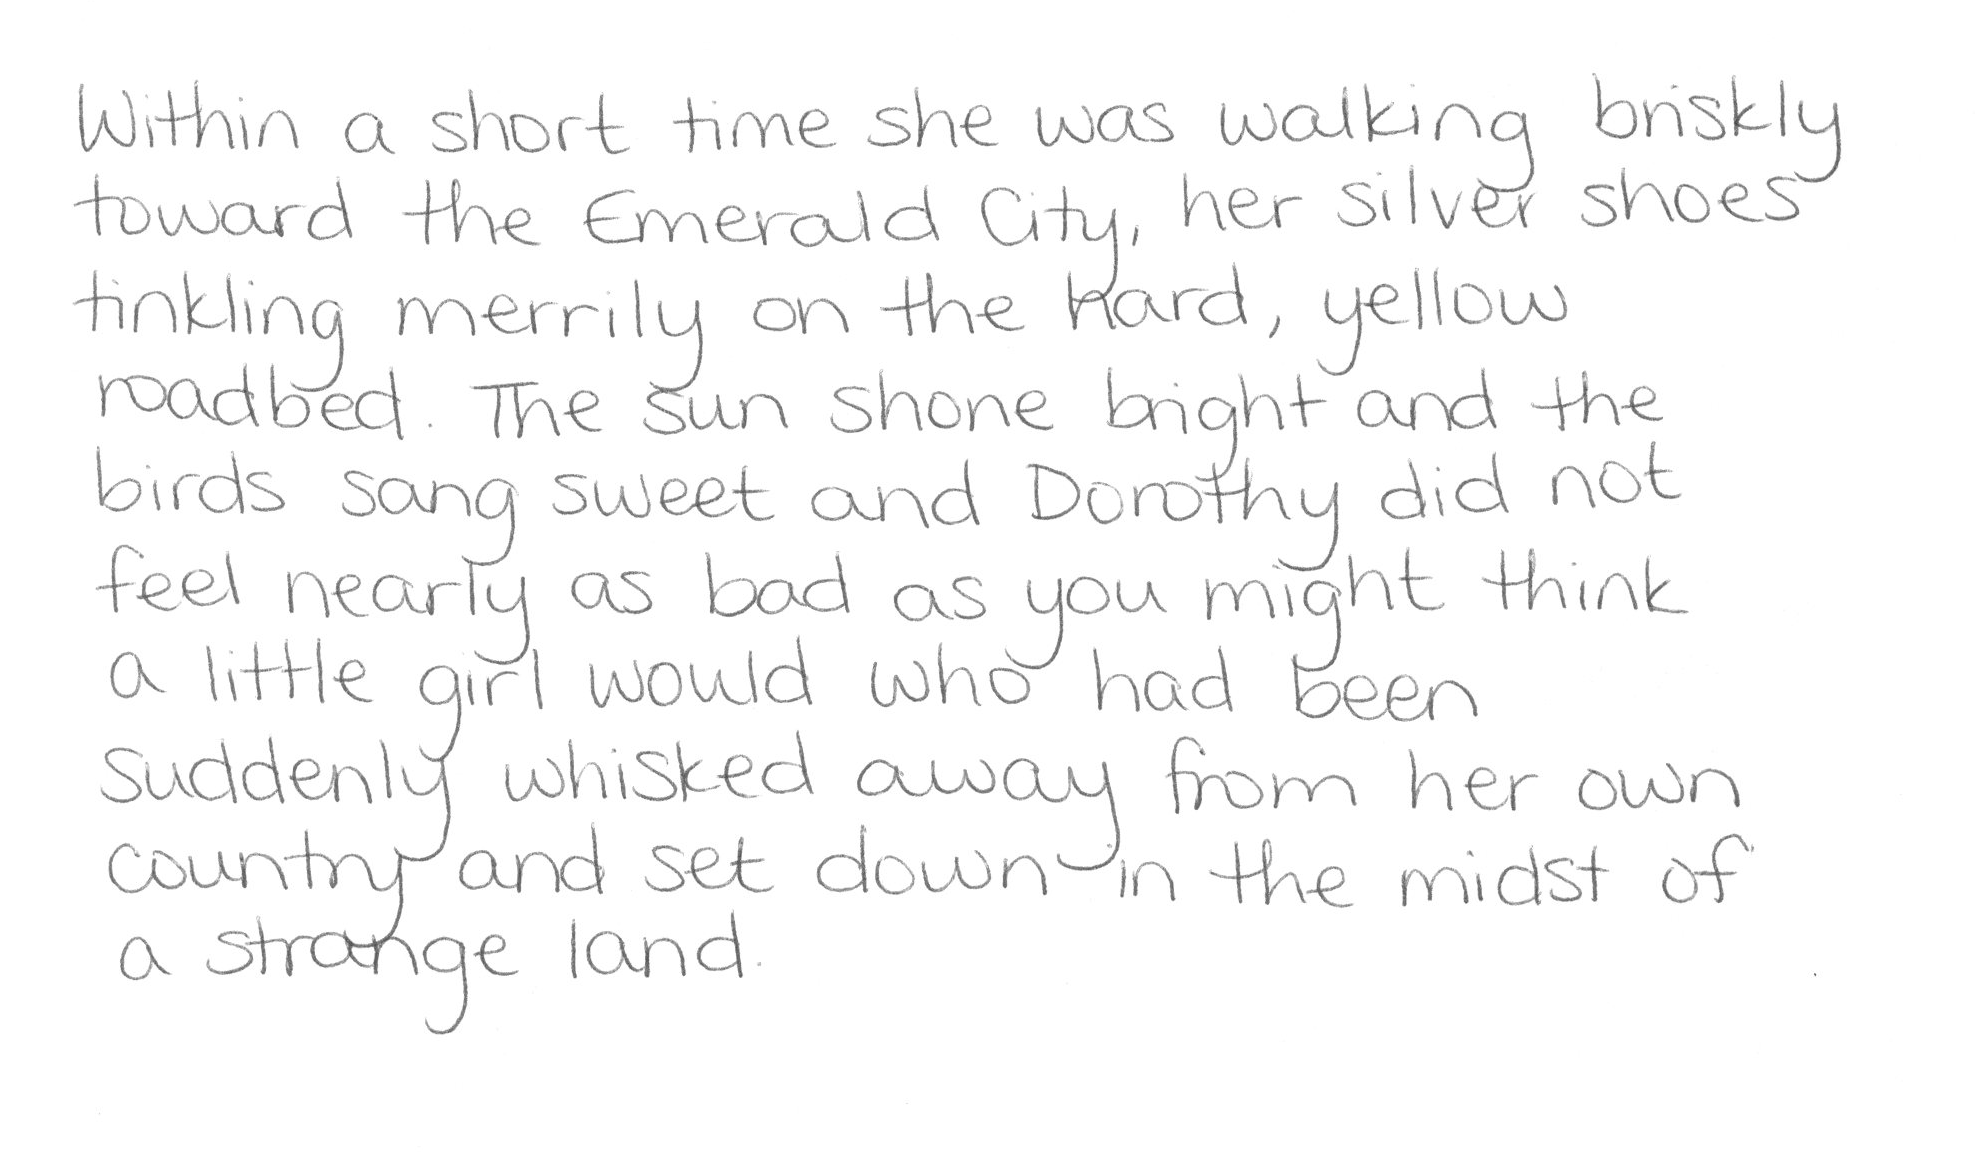 Within a short time she was walking briskly
toward the Emerald City, her silver shoes
tinkling merrily on the hard, yellow
roadbed. The sun shone bright and the
birds sang sweet and Dorothy did not
feel nearly as bad as you might think
a little girl would who had been
suddenly whisked away from her own
country and set down in the midst of
a strange land.